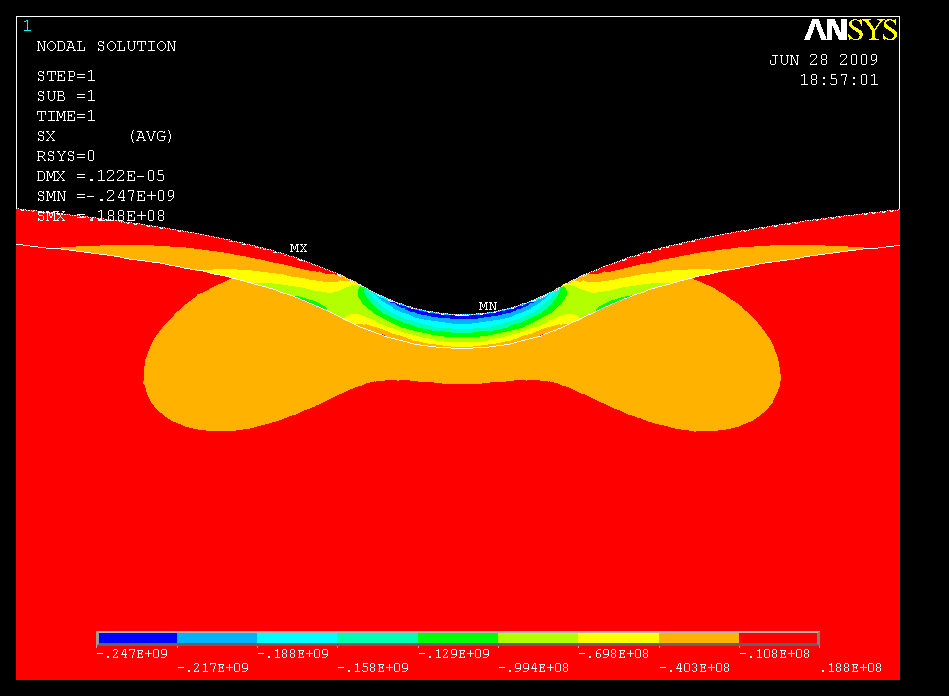 1
ANSYS
NODAL SOLUTION
JUN 28 2009
18:57:01
STEP=1
SUB =1
TIME=1
SX (AVG)
RSYS=0
DMX =.122E-05
SMN =-.247E+09
SMX =.188E+08
MX
MN
-.247E+09 -.188E+09 -.129E+09 -.698E+08 -.108E+08
-.217E+09 -.158E+09 -.994E+08 -.403E+08 .188E+08